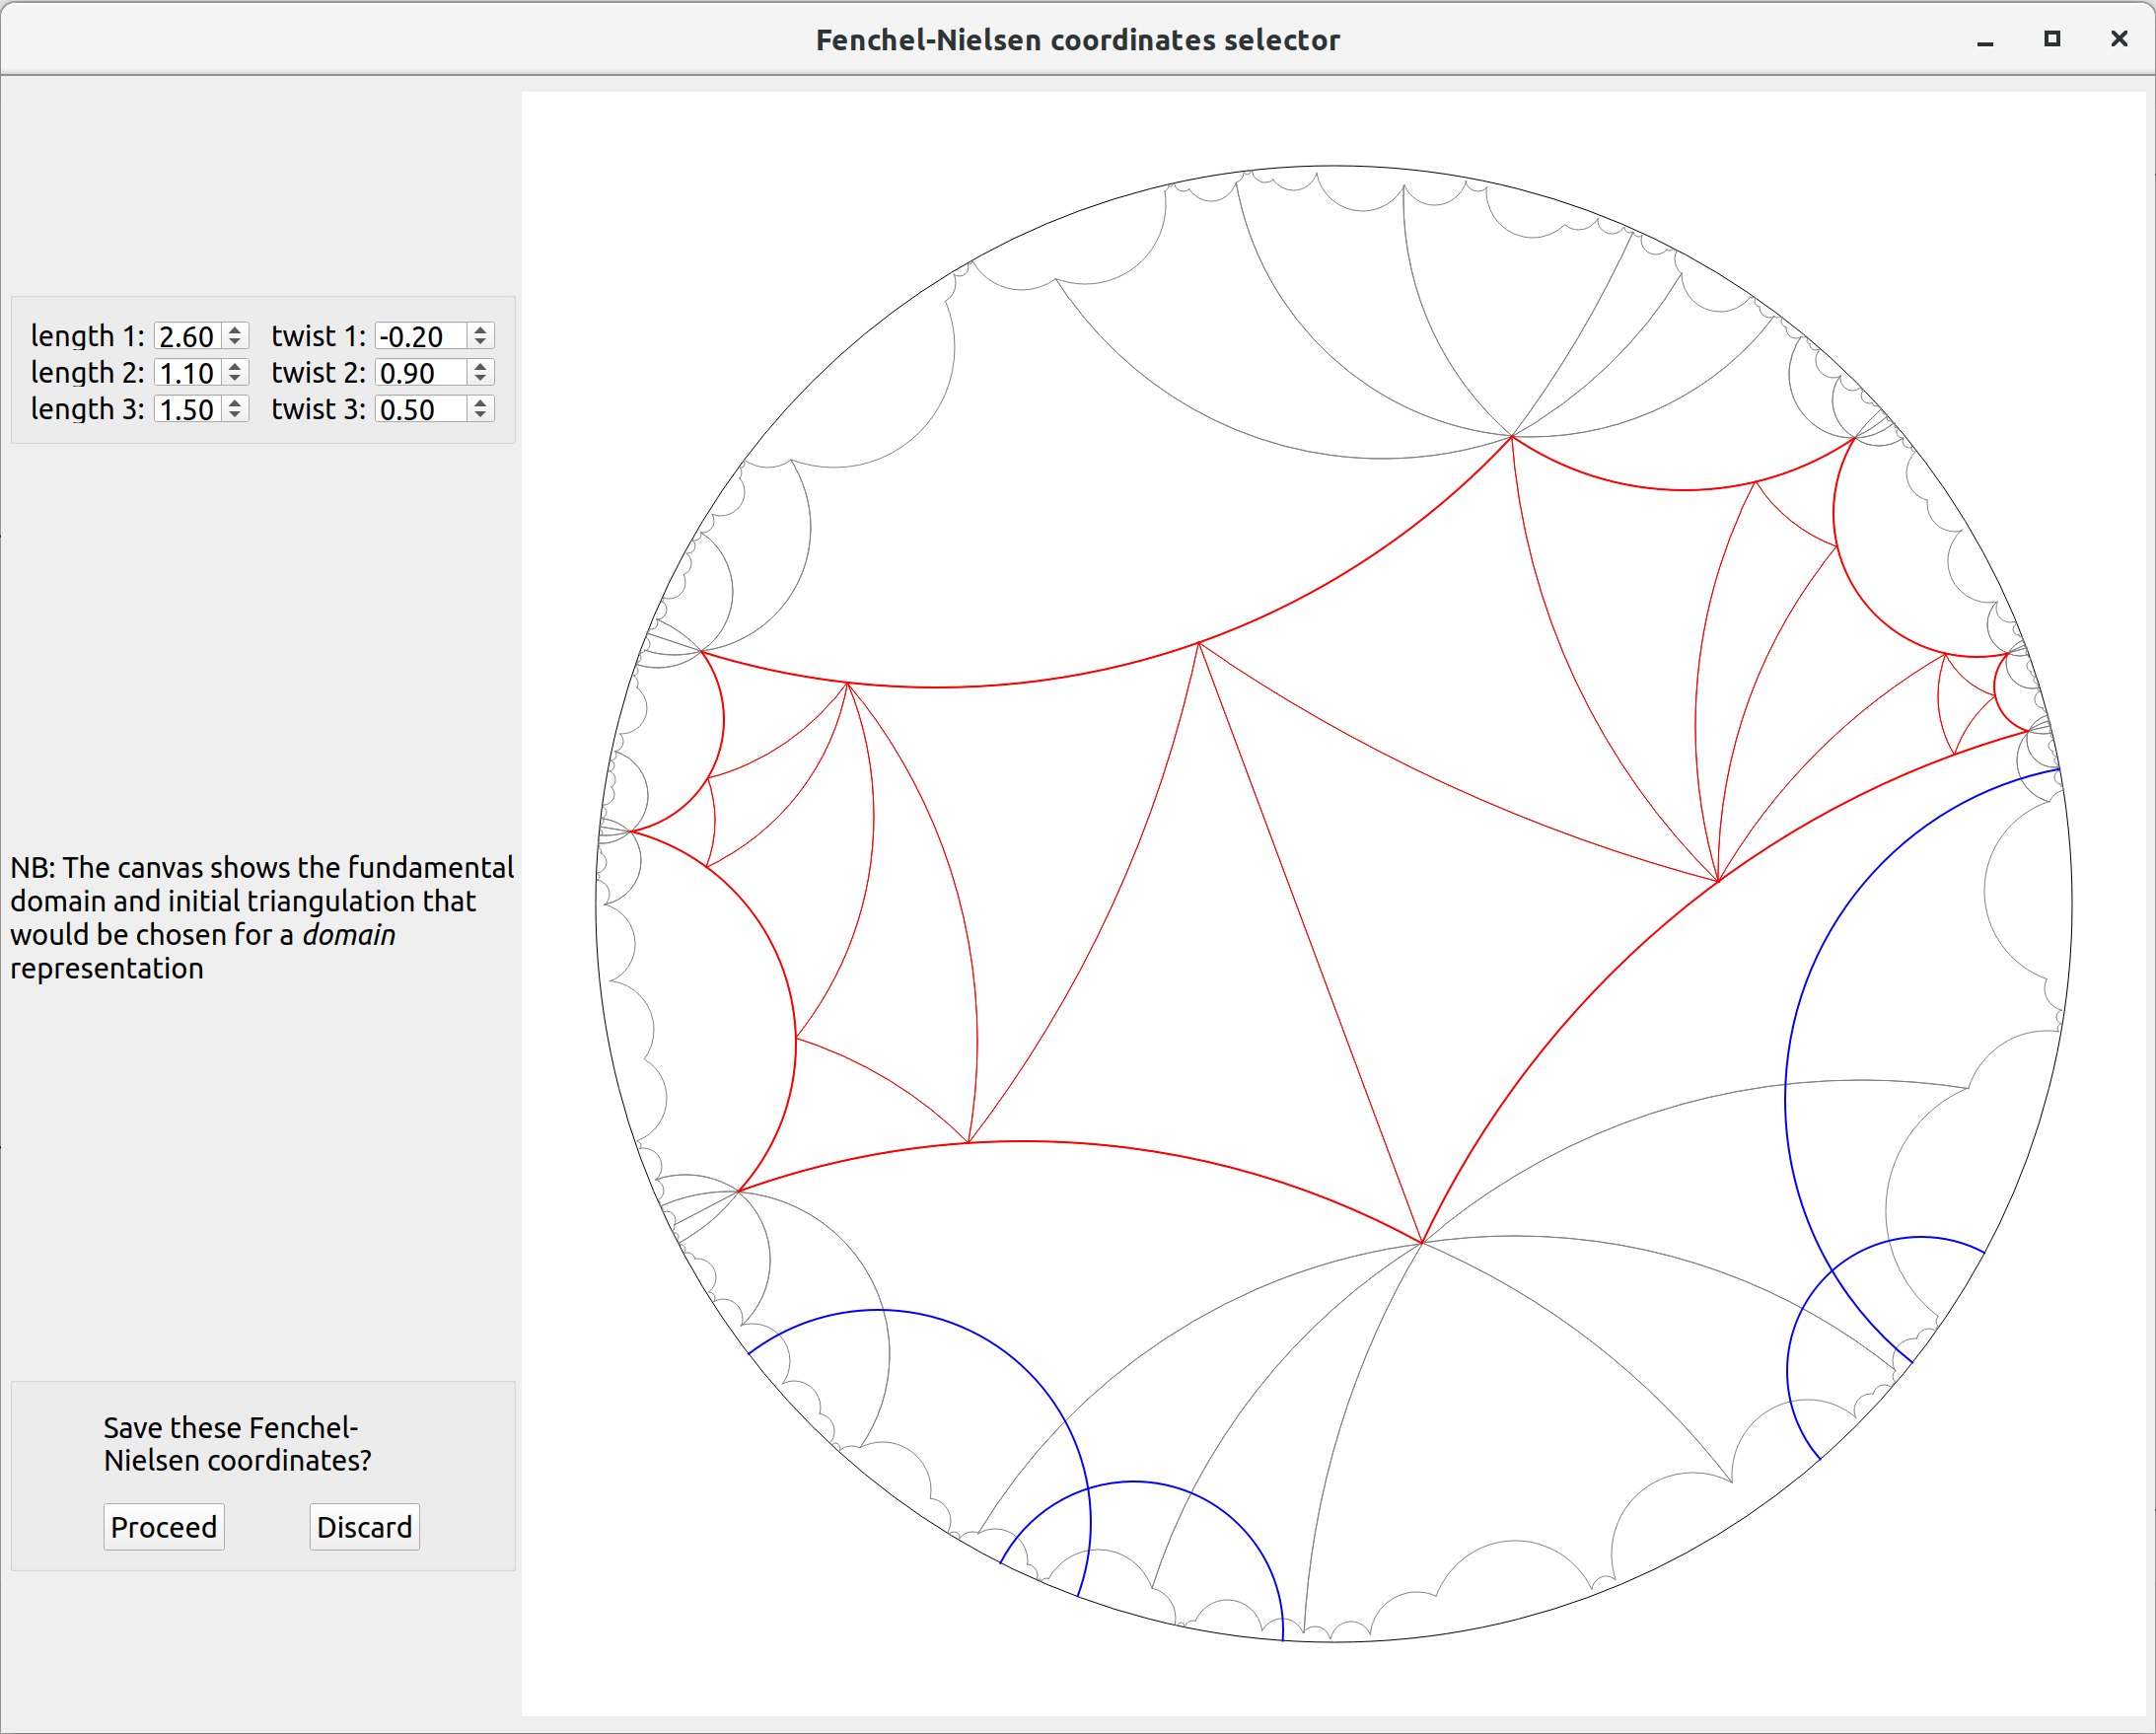 Fenchel-Nielsen coordinates selector
length 1: 2.60 twist 1: -0.20
length 2: 1.10 twist 2: 0.90
length 3: 1.50 twist 3: 0.50
NB: The canvas shows the fundamental
domain and initial triangulation that
would be chosen for a domain
representation
Save these Fenchel-
Nielsen coordinates?
Proceed Discard